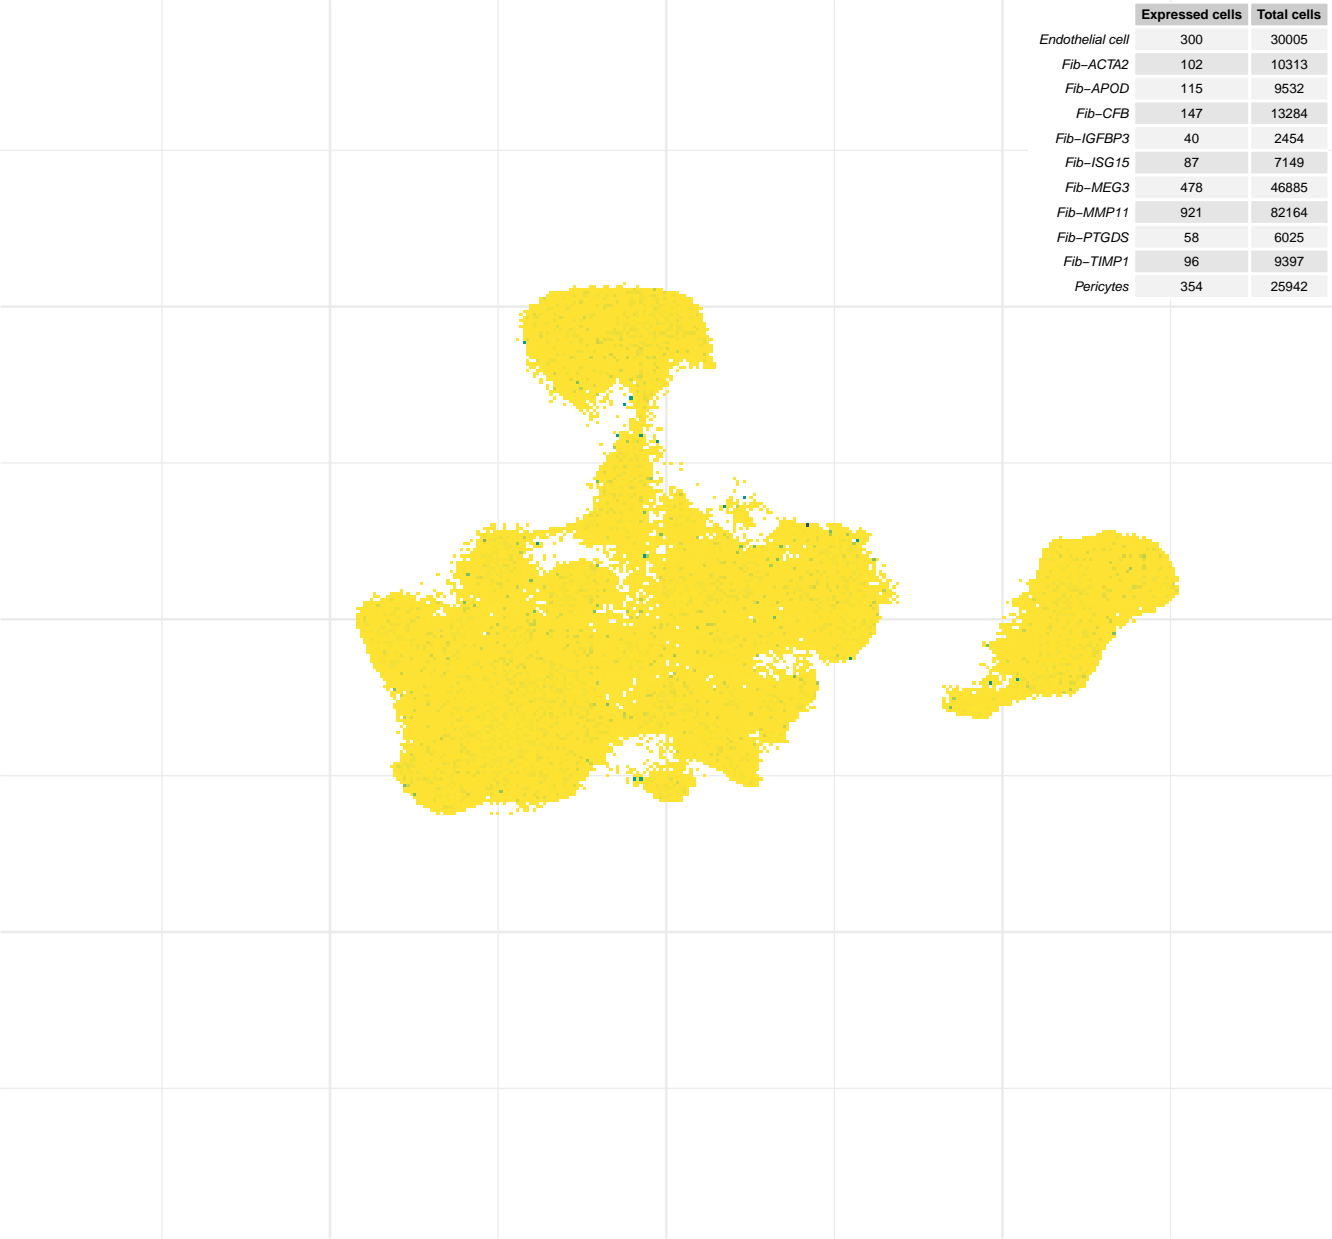 Expressed cells Total cells
Endothelial cell 300 30005
Fib−ACTA2 102 10313
Fib−APOD 115 9532
Fib−CFB 147 13284
Fib−IGFBP3 40 2454
Fib−ISG15 87 7149
Fib−MEG3 478 46885
Fib−MMP11 921 82164
Fib−PTGDS 58 6025
Fib−TIMP1 96 9397
Pericytes 354 25942